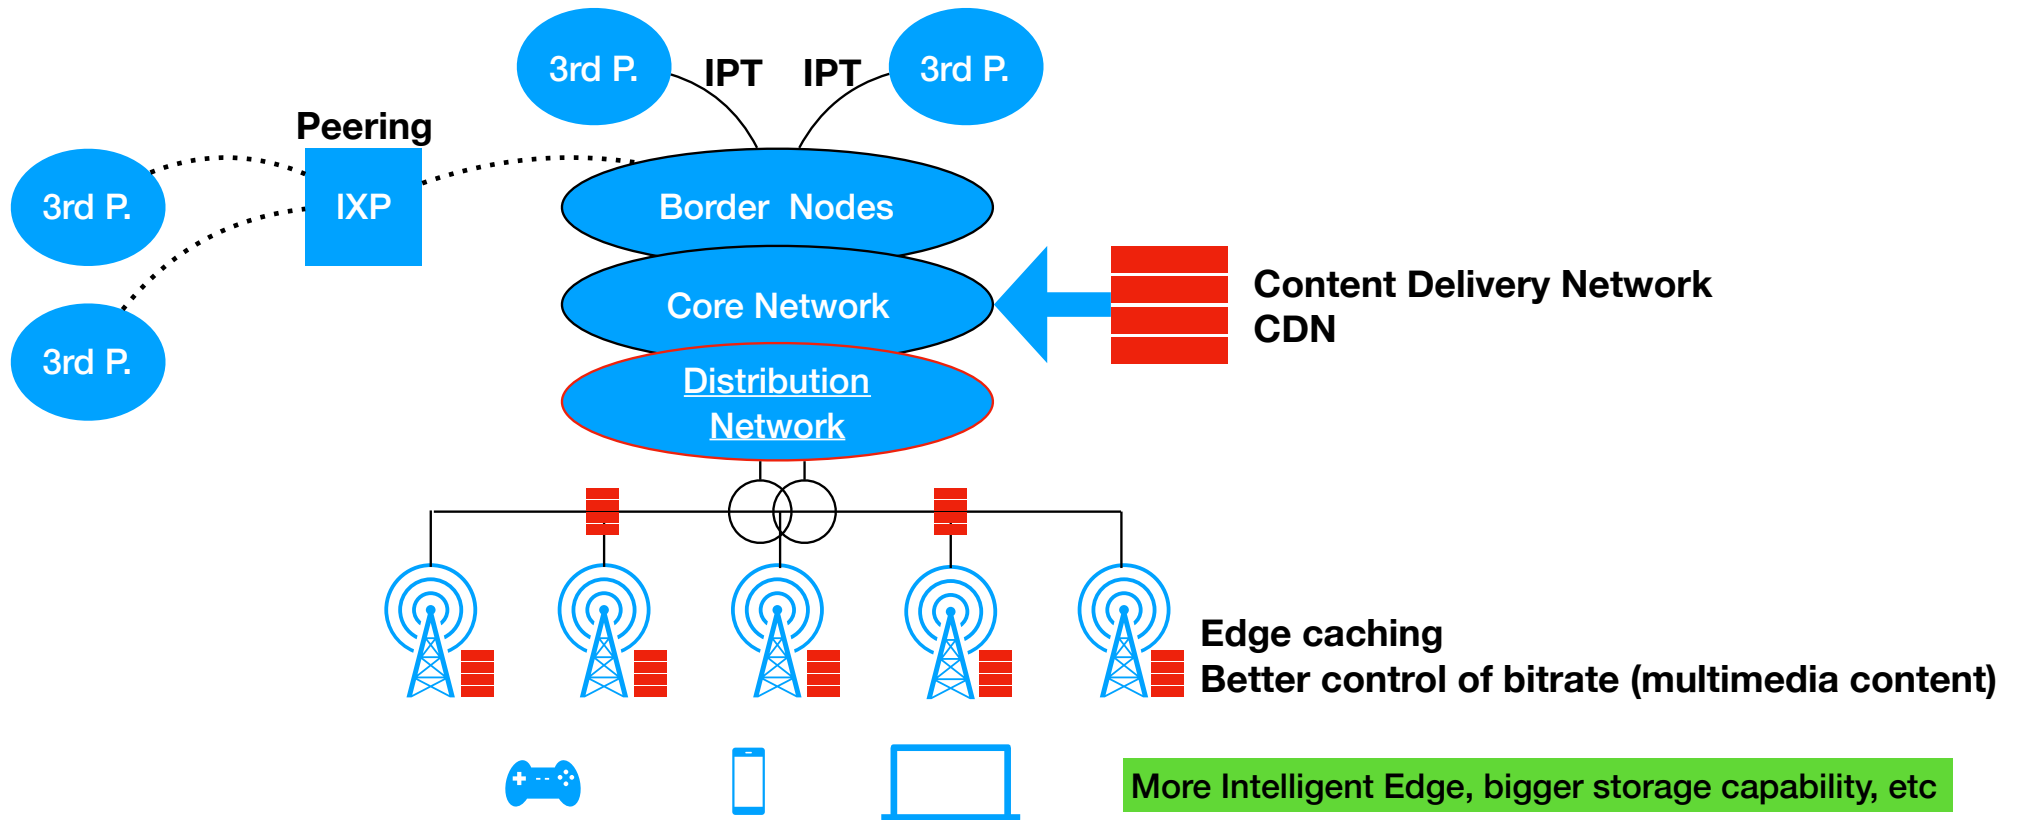 3rd P.
IPT
IPT
3rd P.
Peering
3rd P.
IXP
Border Nodes
Core Network
Content Delivery Network
CDN
3rd P.
Distribution
Network
Edge caching
Better control of bitrate (multimedia content)
More Intelligent Edge, bigger storage capability, etc